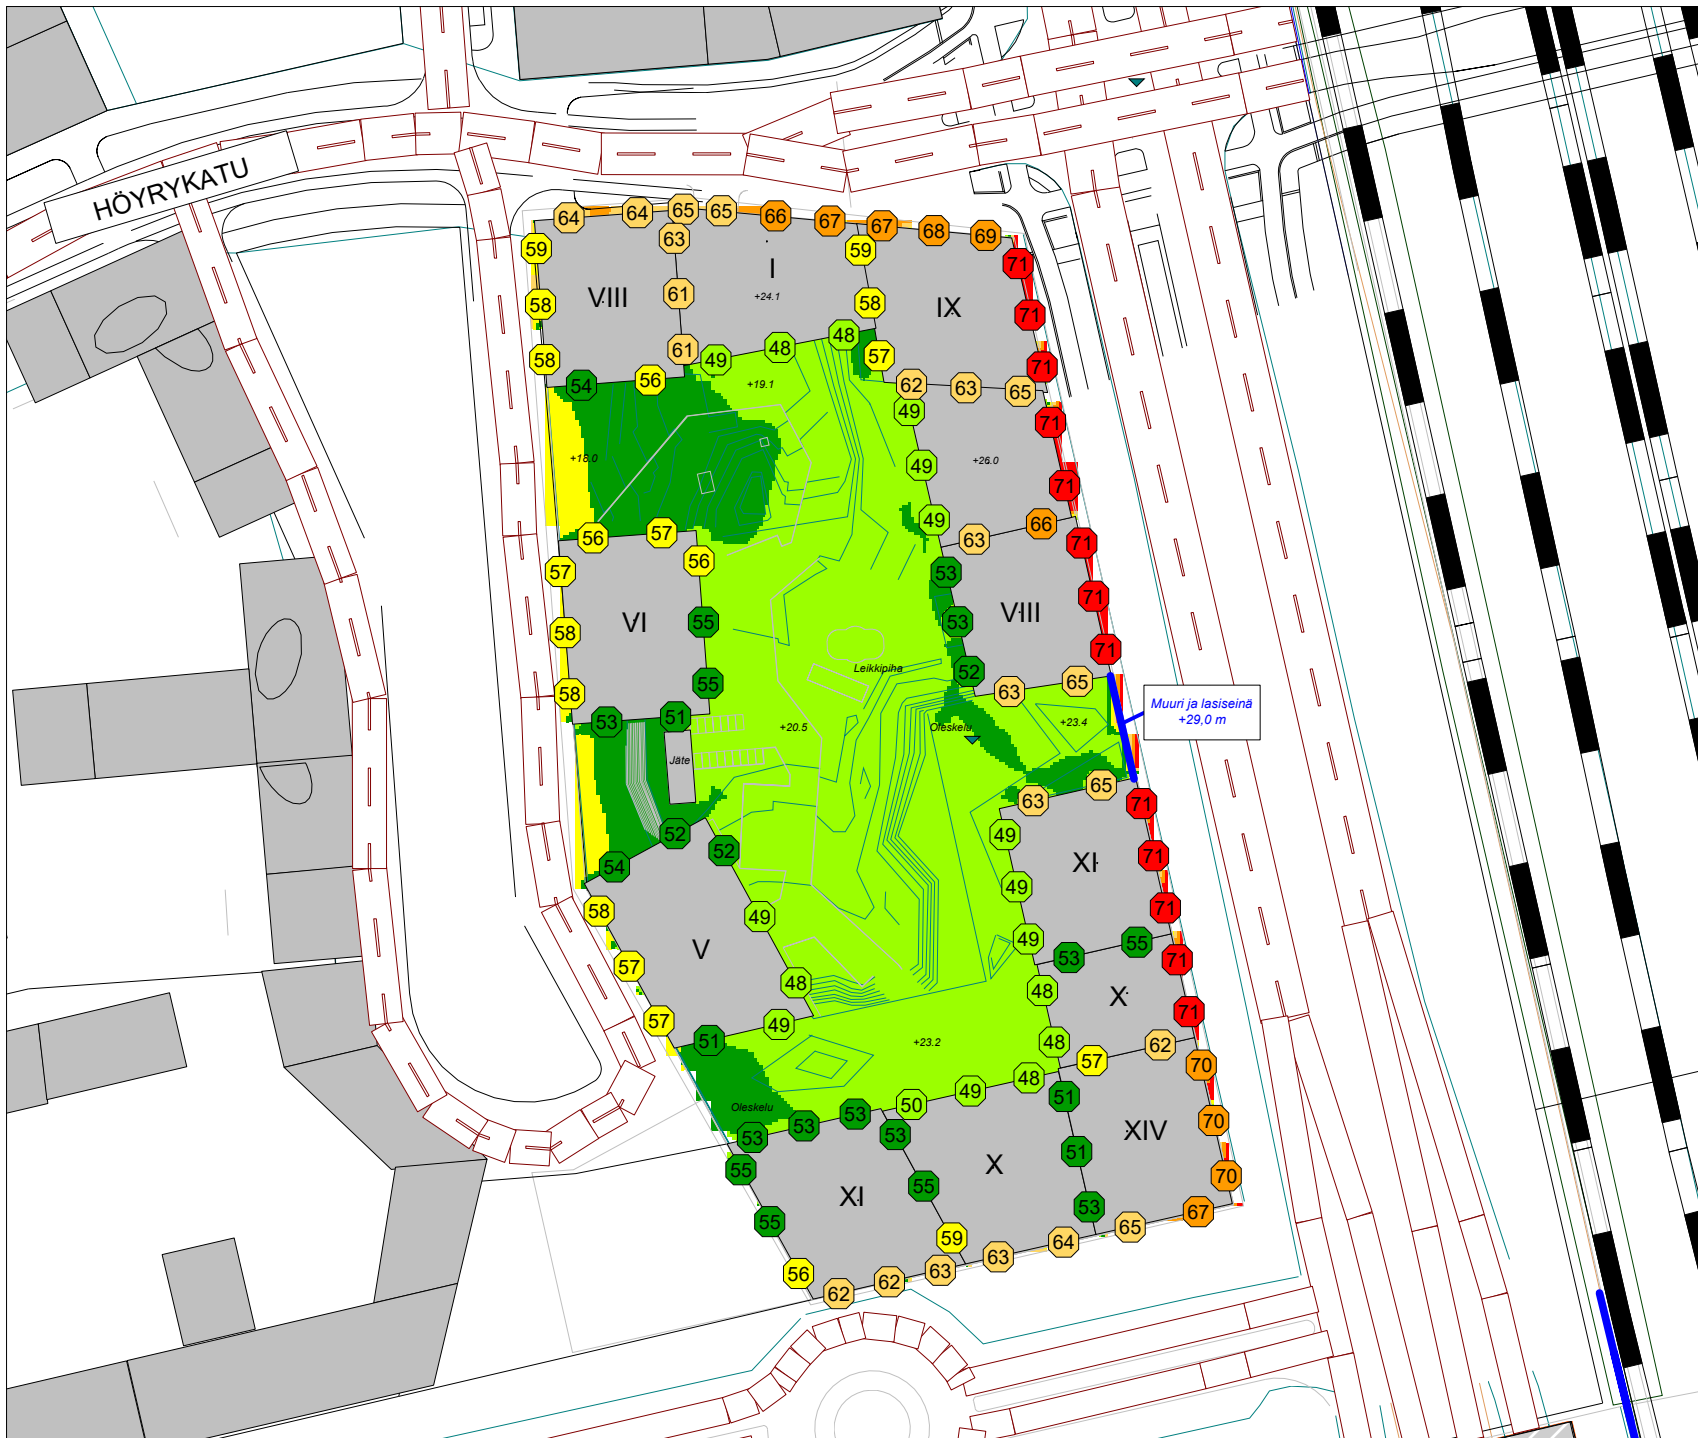 HÖYRYKATU
64 64 65 65 66 67 67 68 69
59 63 59 71
VIII I IX
+24.1
58 61 58 71
58 61 49 48 48 57 71
54 56 +19.1 62 63 65
49 71
+18.0 49 +26.0 71
56 57 49 63 66
57 56 53 71
VI VIII
58 55 53 71
58 55 Leikkipiha 52 71
63 65
53 51 +20.5 Oleskelu +23.4
Muuri ja lasiseinä
+29,0 m
Jäte
63 65 71
54 52 52 49 XI 71
58 49 49 71
V 49 53 55 71
57 48 48 X 71
57 51 49 +23.2 48 57 62 70
Oleskelu
53 53 53 50 49 48 51 70
55 53 XIV
XI X 51 70
55 55 53 67
56 59 65
62 62 63 63 64